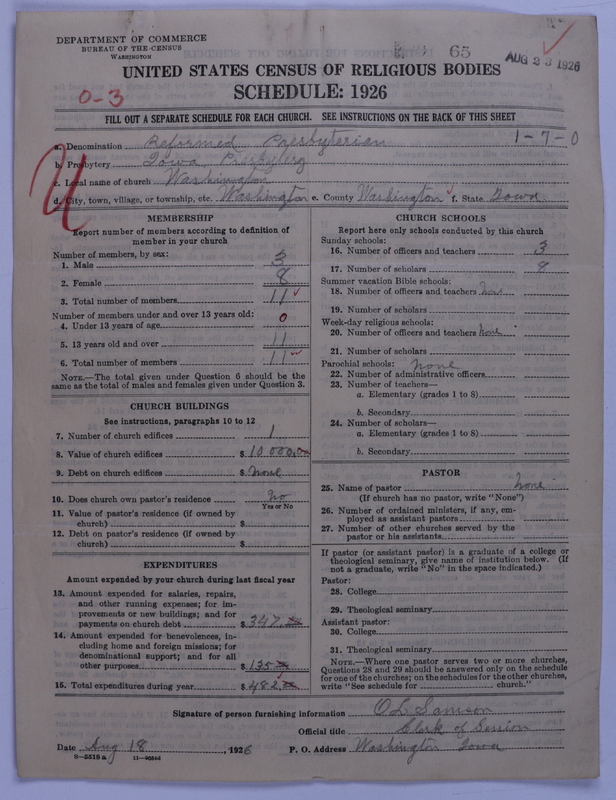 DEPARTMENT OF COMMERCE
BUREAU OF THE CENSUS
WASHINGTON
65
AUG 23 1926
UNITED STATES CENSUS OF RELIGIOUS BODIES
SCHEDULE: 1926
0-3
FILL OUT A SEPARATE SCHEDULE FOR EACH CHURCH. SEE INSTRUCTIONS ON THE BACK OF THIS SHEET
1-7-0
a. Denomination Reformed Presbyterian
b. Presbytery Iowa Presbytery
c. Local name of church Washington
d. City, town, village, or township, etc. Washington e. County Washington f. State Iowa
MEMBERSHIP
Report number of members according to definition of
member in your church
Number of members, by sex:
1. Male 3
2. Female 8
3. Total number of members 11
Number of members under and over 13 years old:
4. Under 13 years of age 0
5. 13 years old and over 11
6. Total number of members 11
NOTE.—The total given under Question 6 should be the
same as the total of males and females given under Question 3.
CHURCH BUILDINGS
See instructions, paragraphs 10 to 12
7. Number of church edifices 1
8. Value of church edifices $ 10000.00
9. Debt on church edifices $ None
10. Does church own pastor's residence No
Yes or No
11. Value of pastor's residence (if owned by
church) $
12. Debt on pastor's residence (if owned by
church) $
EXPENDITURES
Amount expended by your church during last fiscal year
13. Amount expended for salaries, repairs,
and other running expenses; for im-
provements or new buildings; and for
payments on church debt $ 347.
14. Amount expended for benevolences, in-
cluding home and foreign missions; for
denominational support; and for all
other purposes $ 135
15. Total expenditures during year $ 482
CHURCH SCHOOLS
Report here only schools conducted by this church
Sunday schools:
16. Number of officers and teachers 3
17. Number of scholars 9
Summer vacation Bible schools:
18. Number of officers and teachers None
19. Number of scholars
Week-day religious schools:
20. Number of officers and teachers None
21. Number of scholars
Parochial schools: None
22. Number of administrative officers
23. Number of teachers—
a. Elementary (grades 1 to 8)
b. Secondary
24. Number of scholars—
a. Elementary (grades 1 to 8)
b. Secondary
PASTOR
25. Name of pastor None
(If church has no pastor, write "None")
26. Number of ordained ministers, if any, em-
ployed as assistant pastors
27. Number of other churches served by the
pastor or his assistants
If pastor (or assistant pastor) is a graduate of a college or
theological seminary, give name of institution below. (If
not a graduate, write "No" in the space indicated.)
Pastor:
28. College
29. Theological seminary
Assistant pastor:
30. College
31. Theological seminary
NOTE.—Where one pastor serves two or more churches,
Questions 28 and 29 should be answered only on the schedule
for one of the churches; on the schedules for the other churches,
write "See schedule for church."
Signature of person furnishing information O L Samson
Official title Clerk of Session
Date Aug 18, 1926 P. O. Address Washington Iowa